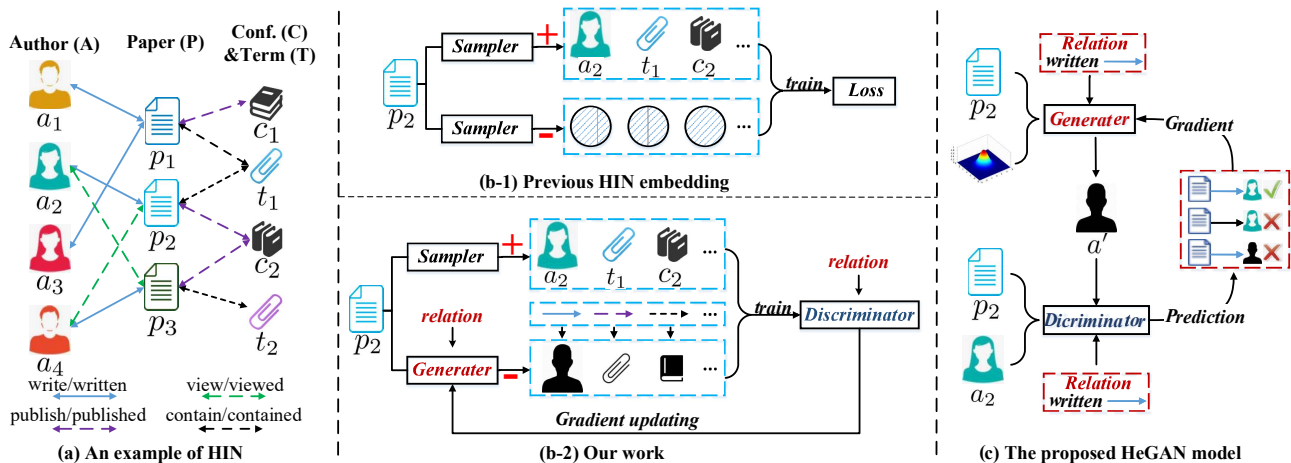 Author (A)
Paper (P)
Conf. (C)
&Term (T)
a1
a2
a3
a4
p1
p2
p3
c1
t1
c2
t2
write/written
view/viewed
publish/published
contain/contained
(a) An example of HIN
p2
Sampler
+
a2
t1
c2
...
Sampler
-
...
train
Loss
(b-1) Previous HIN embedding
p2
Sampler
+
a2
t1
c2
...
relation
...
Generater
-
...
train
relation
Discriminator
Gradient updating
(b-2) Our work
Relation
written
p2
Generater
Gradient
a′
p2
a2
Dicriminator
Prediction
Relation
written
(c) The proposed HeGAN model